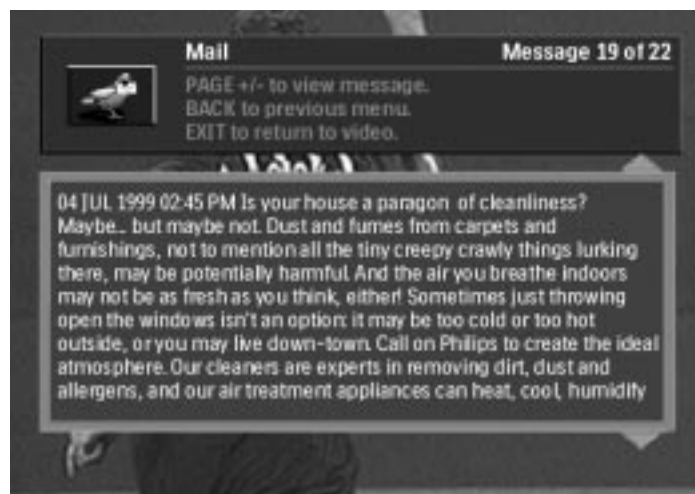 Mail
Message 19 of 22
PAGE +/- to view message.
BACK to previous menu.
EXIT to return to video.
04 JUL 1999 02:45 PM Is your house a paragon of cleanliness?
Maybe... but maybe not. Dust and fumes from carpets and
furnishings, not to mention all the tiny creepy crawly things lurking
there, may be potentially harmful. And the air you breathe indoors
may not be as fresh as you think, either! Sometimes just throwing
open the windows isn't an option: it may be too cold or too hot
outside, or you may live down-town. Call on Philips to create the ideal
atmosphere. Our cleaners are experts in removing dirt, dust and
allergens, and our air treatment appliances can heat, cool, humidify